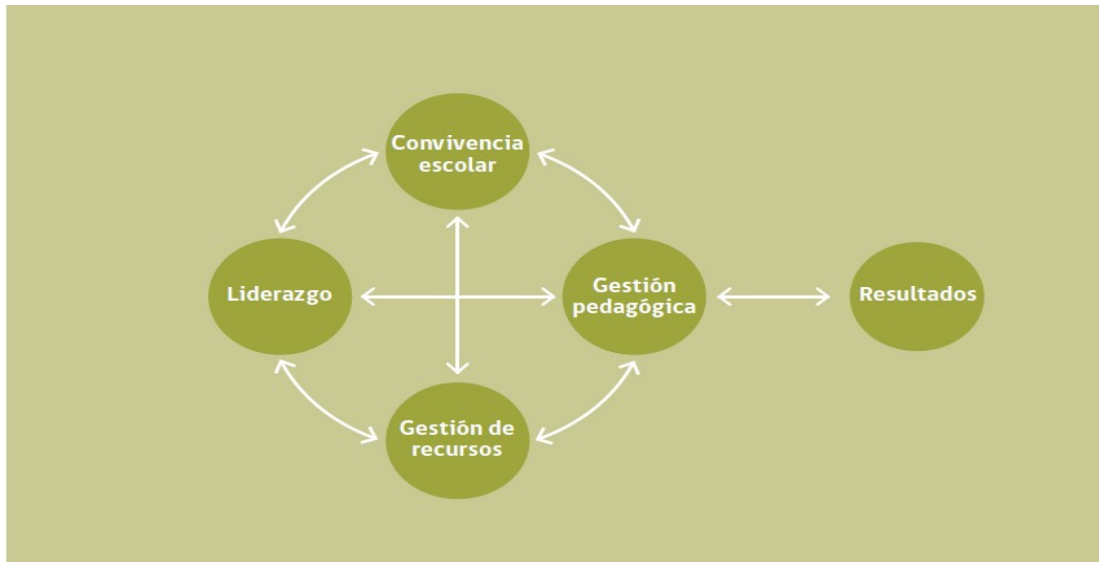 Convivencia
escolar
Liderazgo
Gestión
pedagógica
Resultados
Gestión de
recursos